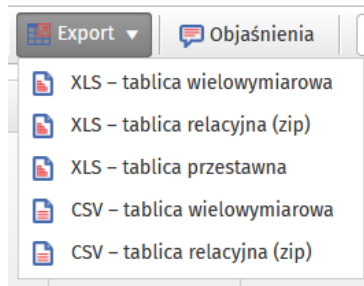 Export
Objaśnienia
XLS – tablica wielowymiarowa
XLS – tablica relacyjna (zip)
XLS – tablica przestawna
CSV – tablica wielowymiarowa
CSV – tablica relacyjna (zip)